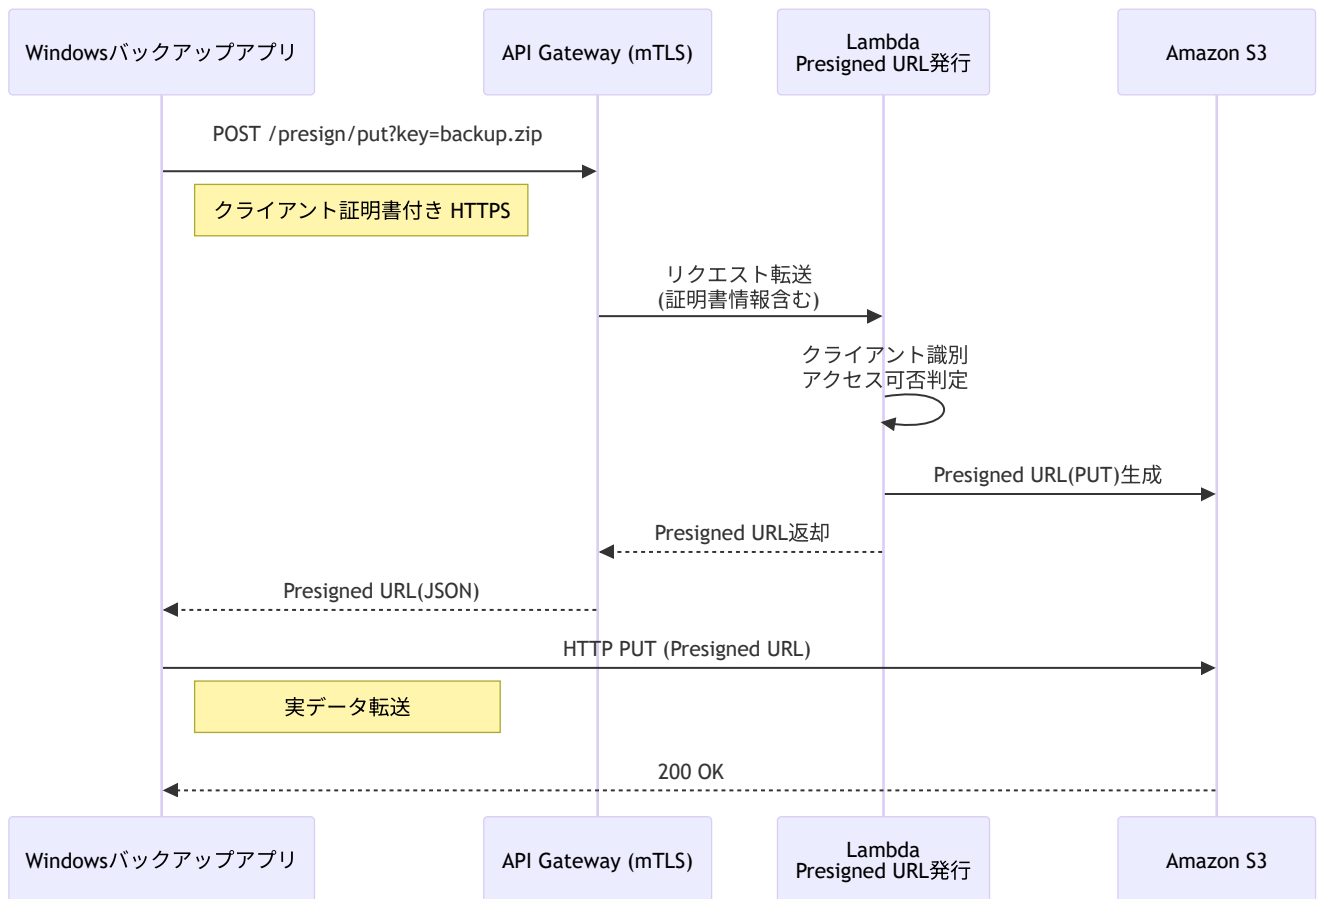 Windowsバックアップアプリ
API Gateway (mTLS)
Lambda
Presigned URL発行
Amazon S3
POST /presign/put?key=backup.zip
クライアント証明書付き HTTPS
リクエスト転送
(証明書情報含む)
クライアント識別
アクセス可否判定
Presigned URL(PUT)生成
Presigned URL返却
Presigned URL(JSON)
HTTP PUT (Presigned URL)
実データ転送
200 OK
Windowsバックアップアプリ
API Gateway (mTLS)
Lambda
Presigned URL発行
Amazon S3